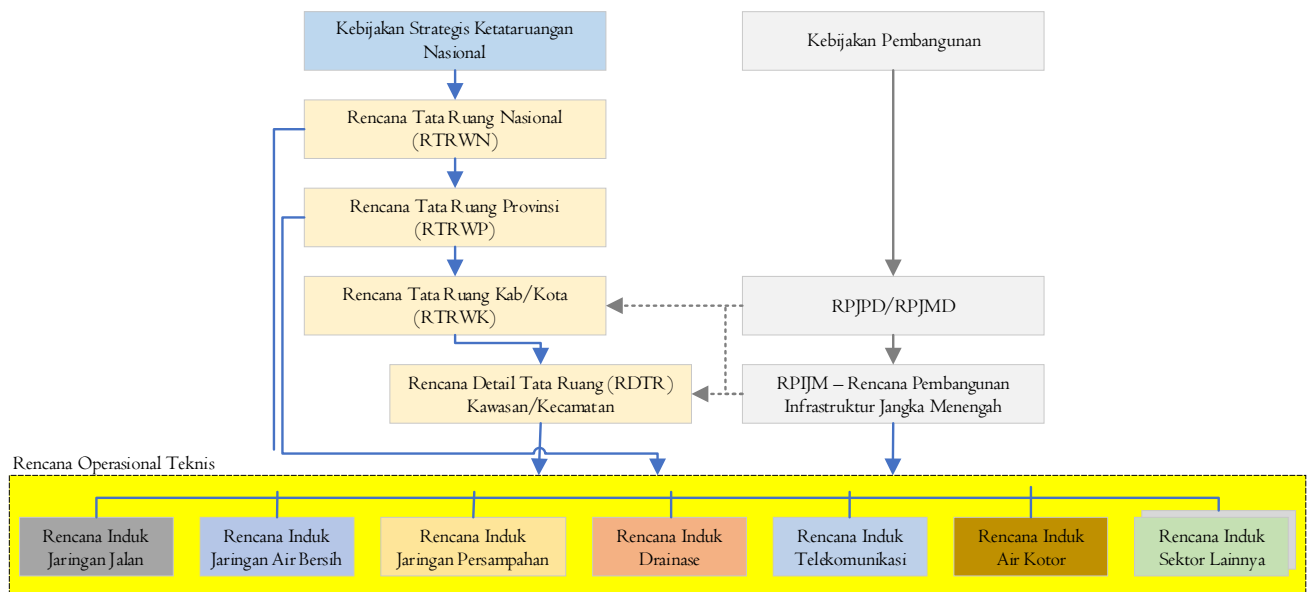 Kebijakan Strategis Ketataruangan
Nasional
Kebijakan Pembangunan
Rencana Tata Ruang Nasional
(RTRWN)
Rencana Tata Ruang Provinsi
(RTRWP)
Rencana Tata Ruang Kab/Kota
(RTRWK)
RPJPD/RPJMD
Rencana Detail Tata Ruang (RDTR)
Kawasan/Kecamatan
RPIJM – Rencana Pembangunan
Infrastruktur Jangka Menengah
Rencana Operasional Teknis
Rencana Induk
Jaringan Jalan
Rencana Induk
Jaringan Air Bersih
Rencana Induk
Jaringan Persampahan
Rencana Induk
Drainase
Rencana Induk
Telekomunikasi
Rencana Induk
Air Kotor
Rencana Induk
Sektor Lainnya